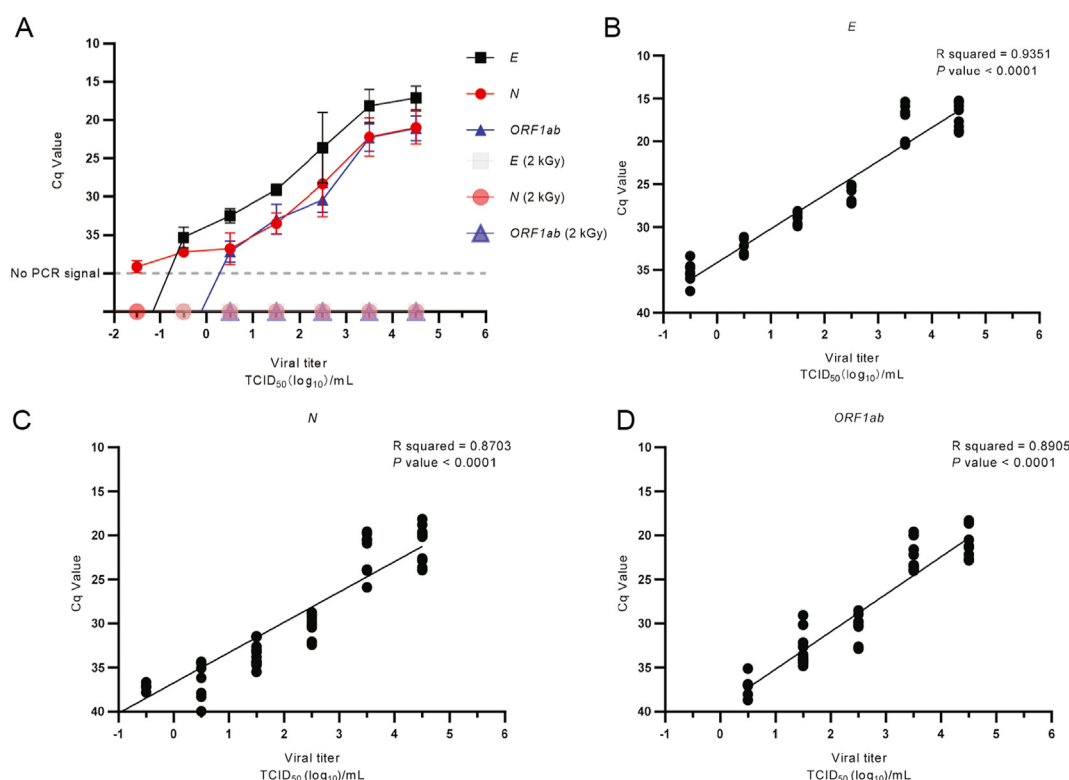 A
10
15
20
25
30
35
No PCR signal
Cq Value
-2 -1 0 1 2 3 4 5 6
Viral titer
TCID50(log10)/mL
E
N
ORF1ab
E (2 kGy)
N (2 kGy)
ORF1ab (2 kGy)
B
E
R squared = 0.9351
P value < 0.0001
10
15
20
25
30
35
40
Cq Value
-1 0 1 2 3 4 5 6
Viral titer
TCID50(log10)/mL
C
N
R squared = 0.8703
P value < 0.0001
10
15
20
25
30
35
40
Cq Value
-1 0 1 2 3 4 5 6
Viral titer
TCID50(log10)/mL
D
ORF1ab
R squared = 0.8905
P value < 0.0001
10
15
20
25
30
35
40
Cq Value
-1 0 1 2 3 4 5 6
Viral titer
TCID50(log10)/mL